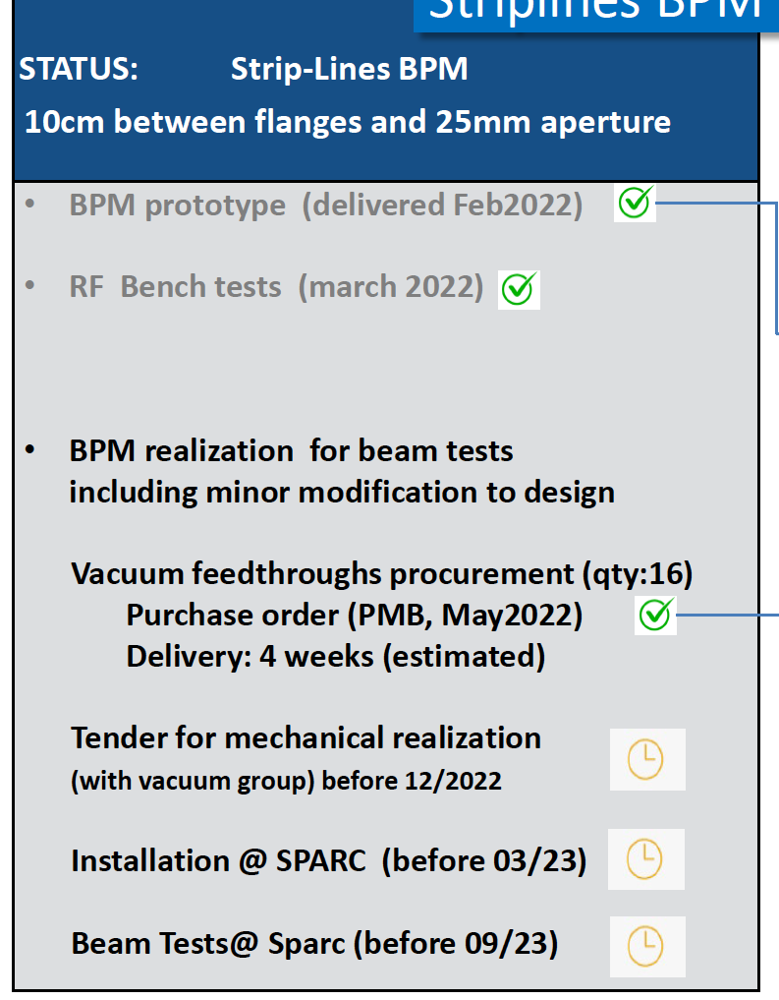 Striplines BPM
STATUS: Strip-Lines BPM
10cm between flanges and 25mm aperture
• BPM prototype (delivered Feb2022)
• RF Bench tests (march 2022)
• BPM realization for beam tests
including minor modification to design
Vacuum feedthroughs procurement (qty:16)
Purchase order (PMB, May2022)
Delivery: 4 weeks (estimated)
Tender for mechanical realization
(with vacuum group) before 12/2022
Installation @ SPARC (before 03/23)
Beam Tests@ Sparc (before 09/23)